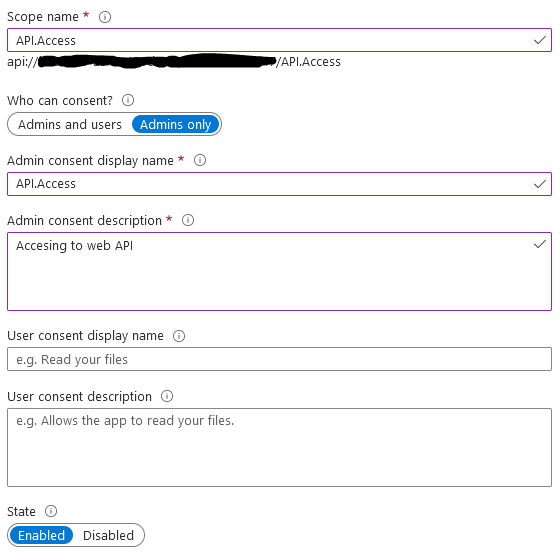 Scope name *
API.Access
api:///API.Access
Who can consent?
Admins and users Admins only
Admin consent display name *
API.Access
Admin consent description *
Accesing to web API
User consent display name
e.g. Read your files
User consent description
e.g. Allows the app to read your files.
State
Enabled Disabled